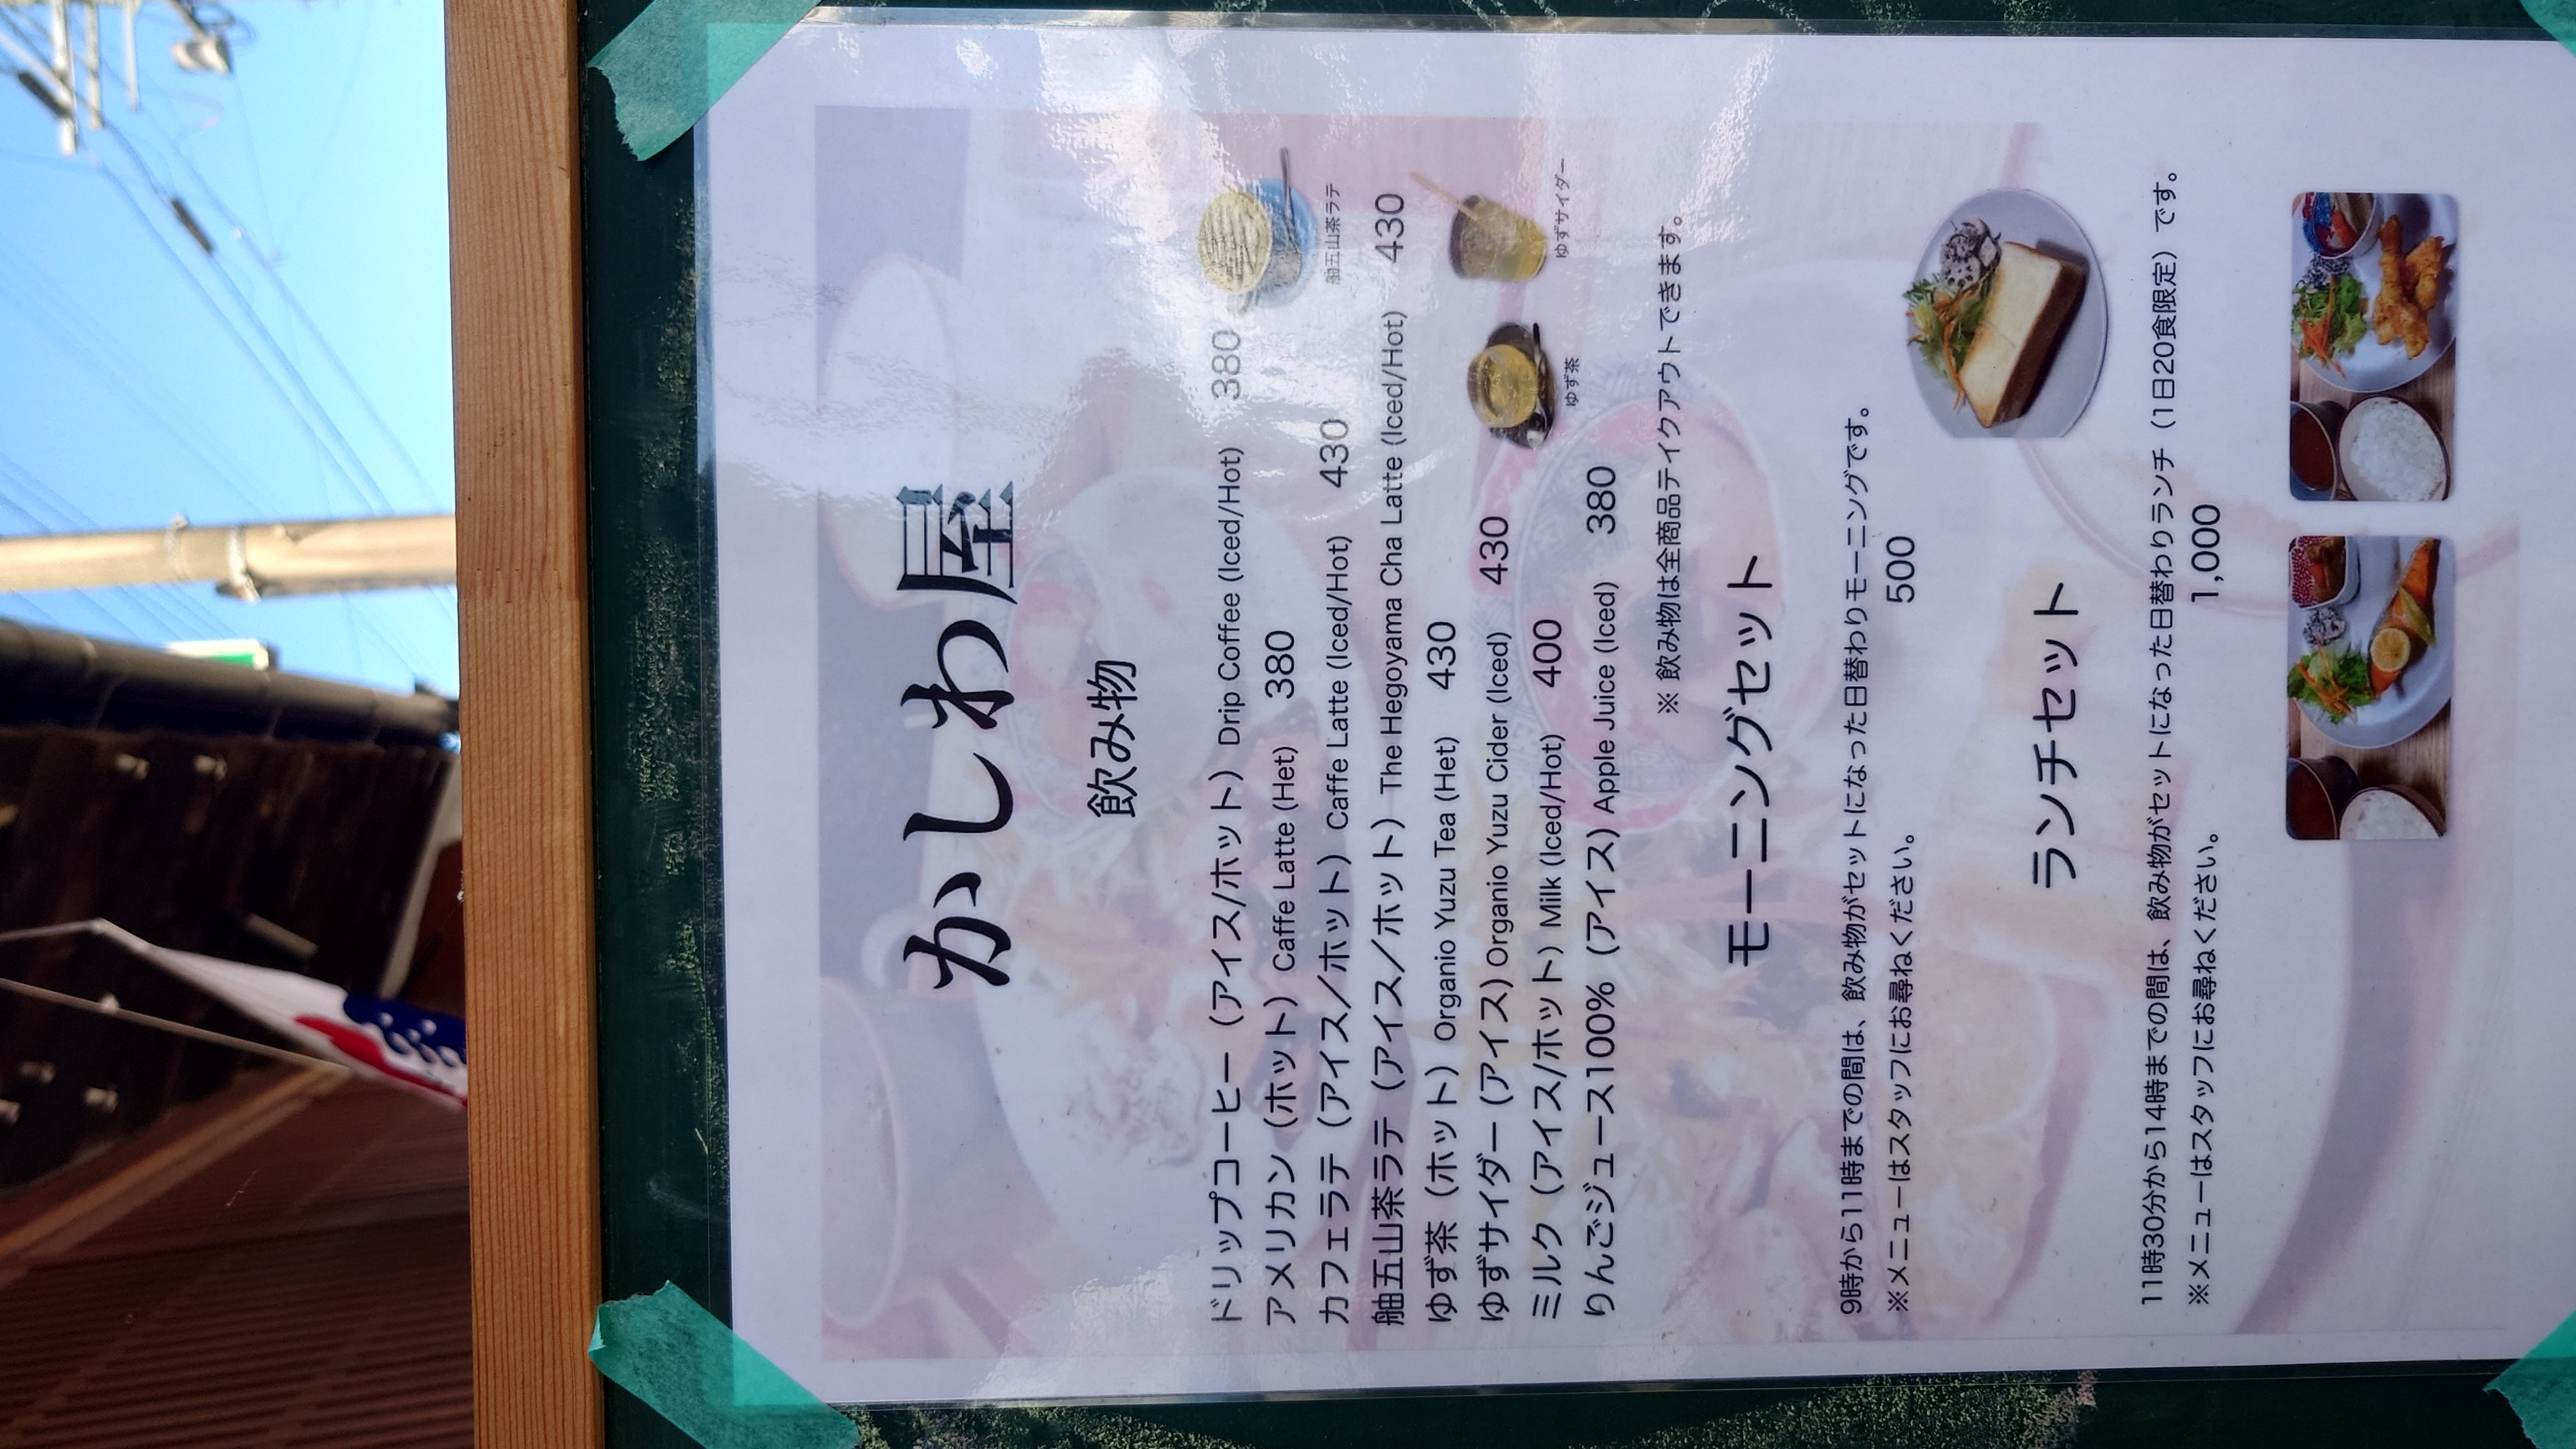 かしわ屋
飲み物
ドリップコーヒー（アイス/ホット）Drip Coffee (Iced/Hot) 380
アメリカン（ホット）Caffe Latte (Het) 380
カフェラテ（アイス／ホット）Caffe Latte (Iced/Hot) 430
舳五山茶ラテ（アイス／ホット）The Hegoyama Cha Latte (Iced/Hot) 430
ゆず茶（ホット）Organio Yuzu Tea (Het) 430
ゆずサイダー（アイス）Organio Yuzu Cider (Iced) 430
ミルク（アイス/ホット）Milk (Iced/Hot) 400
りんごジュース100%（アイス）Apple Juice (Iced) 380
舳五山茶ラテ
ゆず茶
ゆずサイダー
※ 飲み物は全商品テイクアウトできます。
モーニングセット
9時から11時までの間は、飲み物がセットになった日替わりモーニングです。
※メニューはスタッフにお尋ねください。 500
ランチセット
11時30分から14時までの間は、飲み物がセットになった日替わりランチ（1日20食限定）です。
※メニューはスタッフにお尋ねください。 1,000